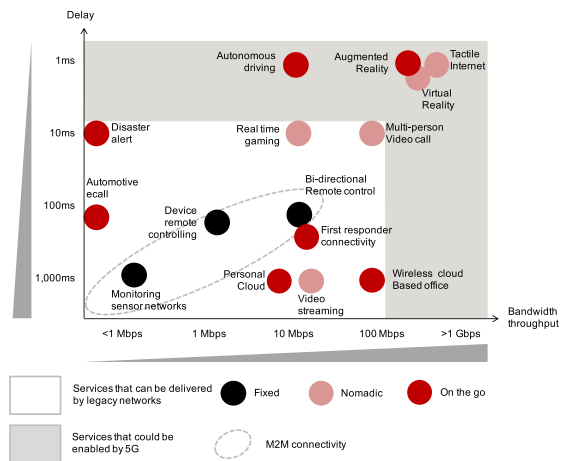 Delay
1ms
Autonomous
driving
Augmented
Reality
Tactile
Internet
Virtual
Reality
10ms
Disaster
alert
Real time
gaming
Multi-person
Video call
Automotive
ecall
Bi-directional
Remote control
100ms
Device
remote
controlling
First responder
connectivity
1,000ms
Monitoring
sensor networks
Personal
Cloud
Video
streaming
Wireless cloud
Based office
Bandwidth
throughput
<1 Mbps
1 Mbps
10 Mbps
100 Mbps
>1 Gbps
Services that can be delivered
by legacy networks
Fixed
Nomadic
On the go
Services that could be
enabled by 5G
M2M connectivity